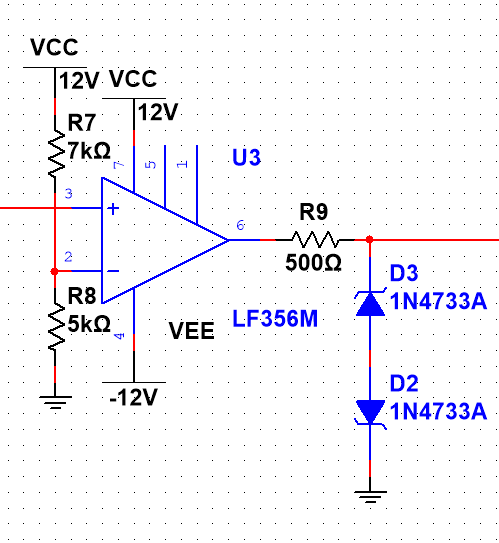 VCC
12V
VCC
12V
R7
7kΩ
7
5
1
U3
3
6
R9
500Ω
2
R8
5kΩ
4
VEE
-12V
LF356M
D3
1N4733A
D2
1N4733A